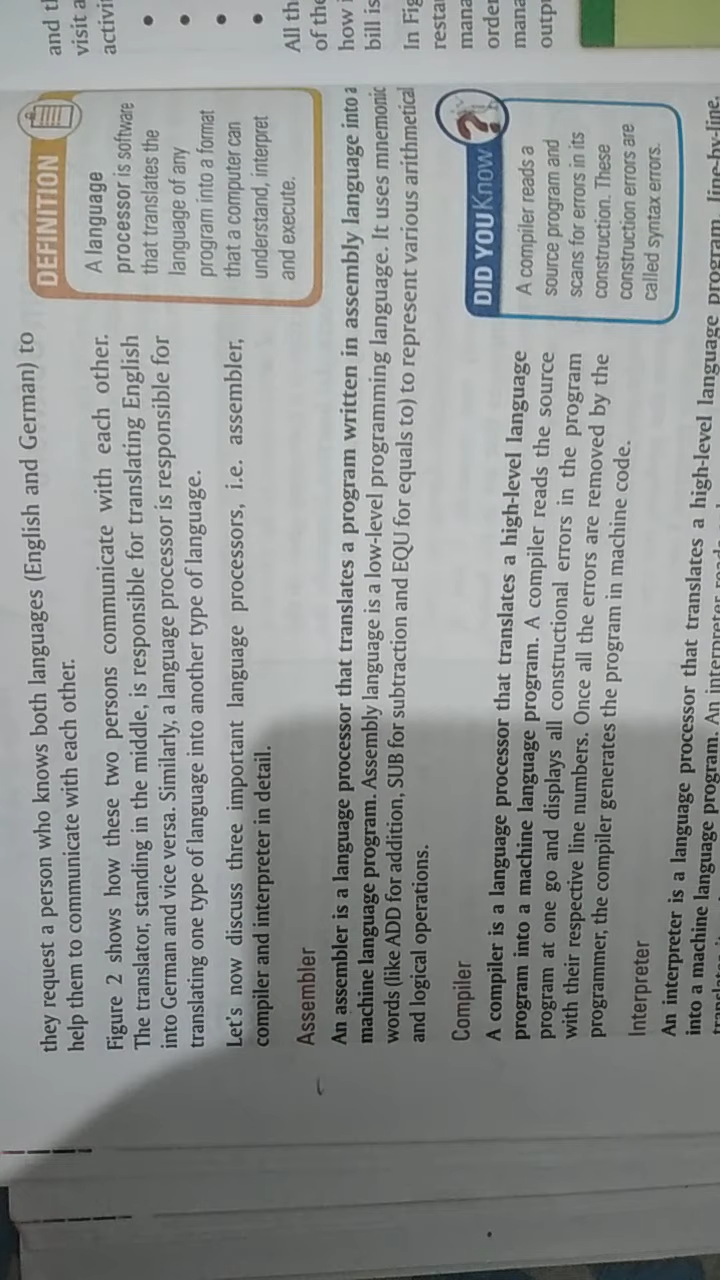 they request a person who knows both languages (English and German) to
help them to communicate with each other.
Figure 2 shows how these two persons communicate with each other.
The translator, standing in the middle, is responsible for translating English
into German and vice versa. Similarly, a language processor is responsible for
translating one type of language into another type of language.
Let's now discuss three important language processors, i.e. assembler,
compiler and interpreter in detail.
DEFINITION
A language
processor is software
that translates the
language of any
program into a format
that a computer can
understand, interpret
and execute.
Assembler
An assembler is a language processor that translates a program written in assembly language into a
machine language program. Assembly language is a low-level programming language. It uses mnemonic
words (like ADD for addition, SUB for subtraction and EQU for equals to) to represent various arithmetical
and logical operations.
Compiler
A compiler is a language processor that translates a high-level language
program into a machine language program. A compiler reads the source
program at one go and displays all constructional errors in the program
with their respective line numbers. Once all the errors are removed by the
programmer, the compiler generates the program in machine code.
DID YOU Know ?
A compiler reads a
source program and
scans for errors in its
construction. These
construction errors are
called syntax errors.
Interpreter
An interpreter is a language processor that translates a high-level language program line-by-line
into a machine language program. An interpreter
and
visit a
All th
of the
how i
bill is
In Fig
resta
mana
order
mana
outp